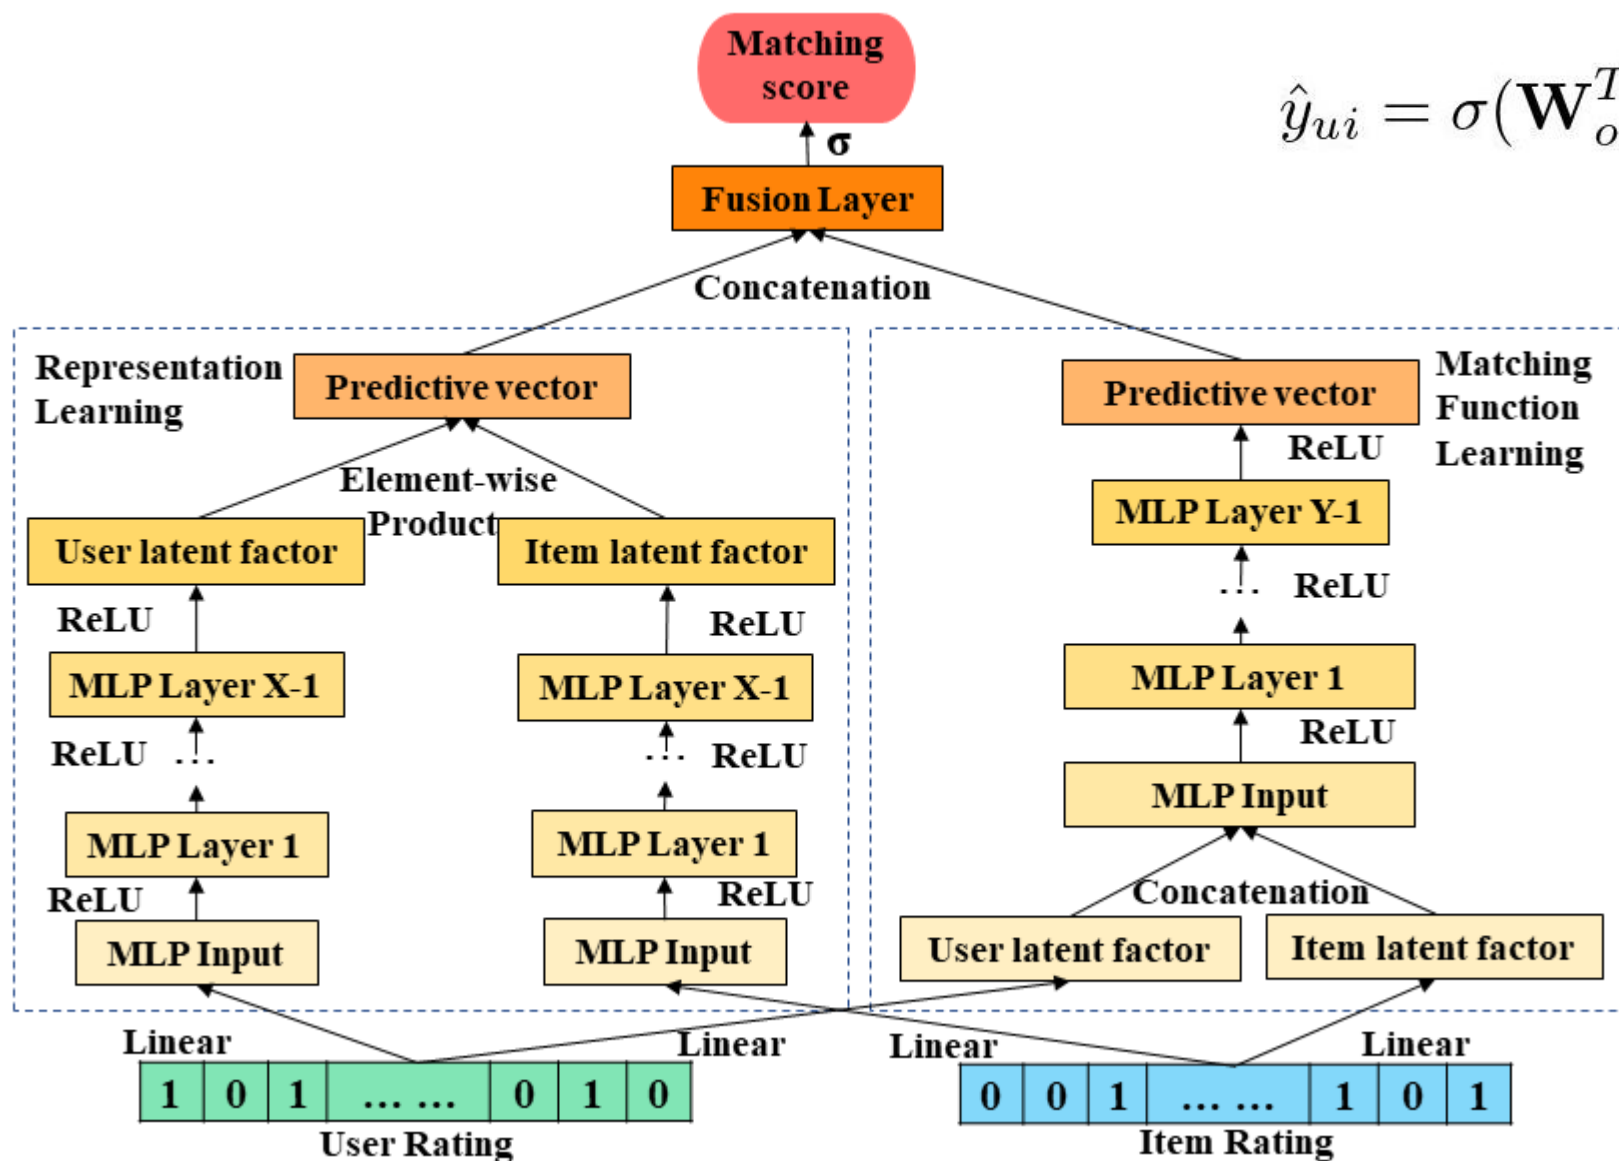 Matching
score
ŷ_{ui} = σ(W_o^T
σ
Fusion Layer
Concatenation
Representation
Learning
Predictive vector
Element-wise
Product
User latent factor
Item latent factor
ReLU
ReLU
MLP Layer X-1
MLP Layer X-1
ReLU
...
...
ReLU
MLP Layer 1
MLP Layer 1
ReLU
ReLU
MLP Input
MLP Input
Predictive vector
Matching
Function
Learning
ReLU
MLP Layer Y-1
...
ReLU
MLP Layer 1
ReLU
MLP Input
Concatenation
User latent factor
Item latent factor
Linear
Linear
Linear
Linear
1 0 1 ... ... 0 1 0
User Rating
0 0 1 ... ... 1 0 1
Item Rating